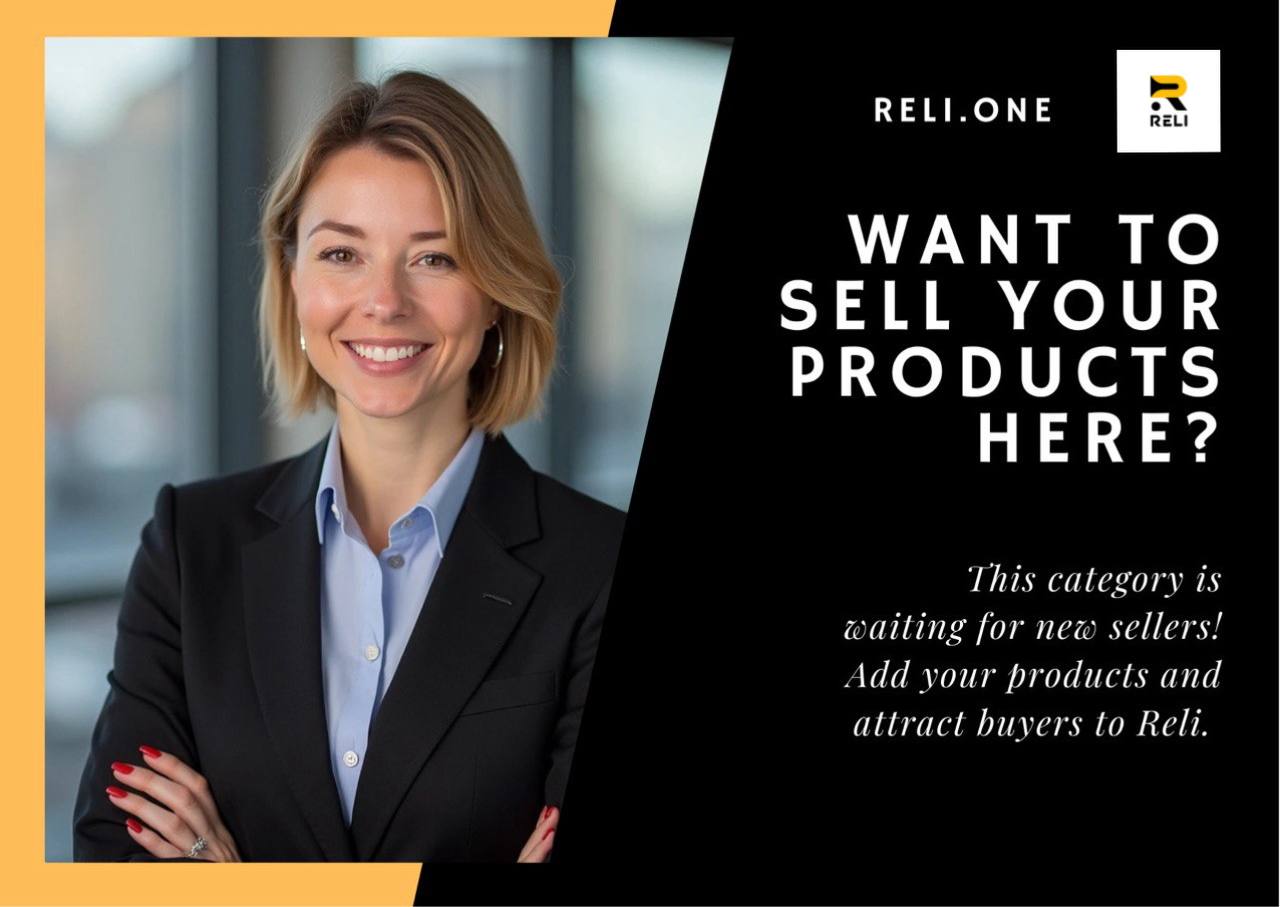 RELI.ONE
RELI
WANT TO
SELL YOUR
PRODUCTS
HERE?
This category is
waiting for new sellers!
Add your products and
attract buyers to Reli.